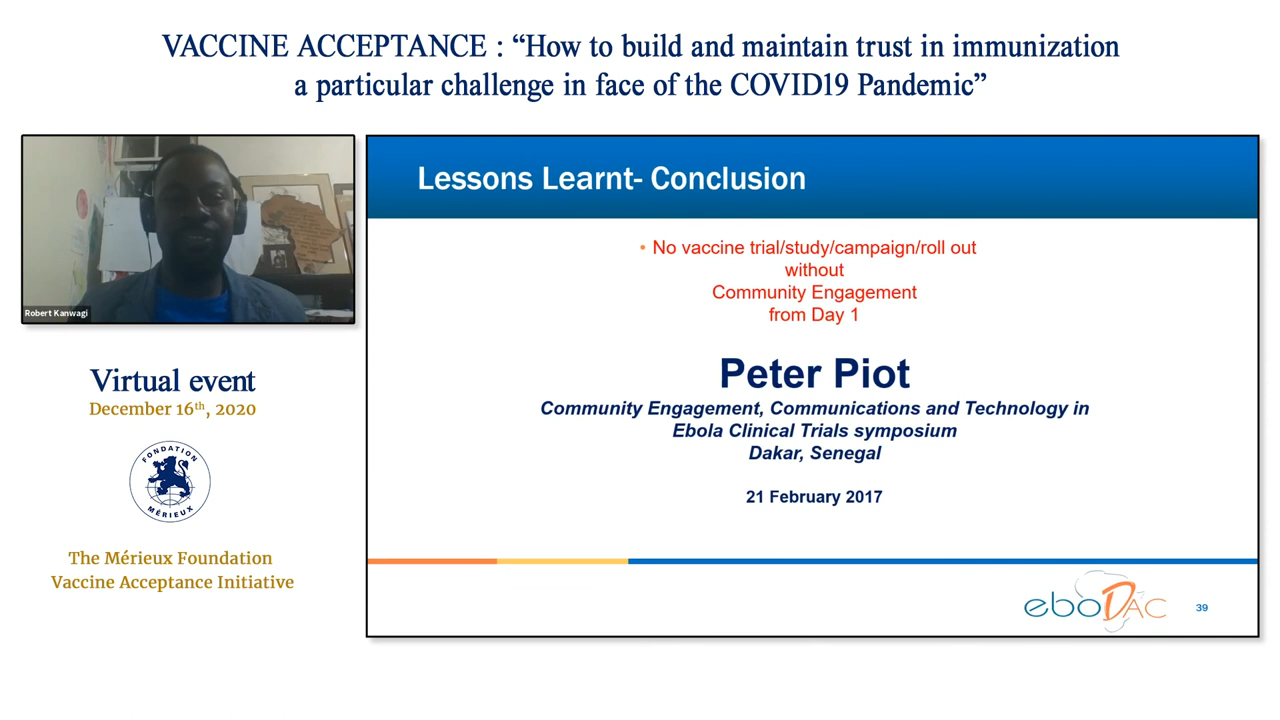 VACCINE ACCEPTANCE : “How to build and maintain trust in immunization
a particular challenge in face of the COVID19 Pandemic”
Robert Kanwagi
Virtual event
December 16th, 2020
FONDATION
MÉRIEUX
The Mérieux Foundation
Vaccine Acceptance Initiative
Lessons Learnt- Conclusion
• No vaccine trial/study/campaign/roll out
without
Community Engagement
from Day 1
Peter Piot
Community Engagement, Communications and Technology in
Ebola Clinical Trials symposium
Dakar, Senegal
21 February 2017
eboDAC
39